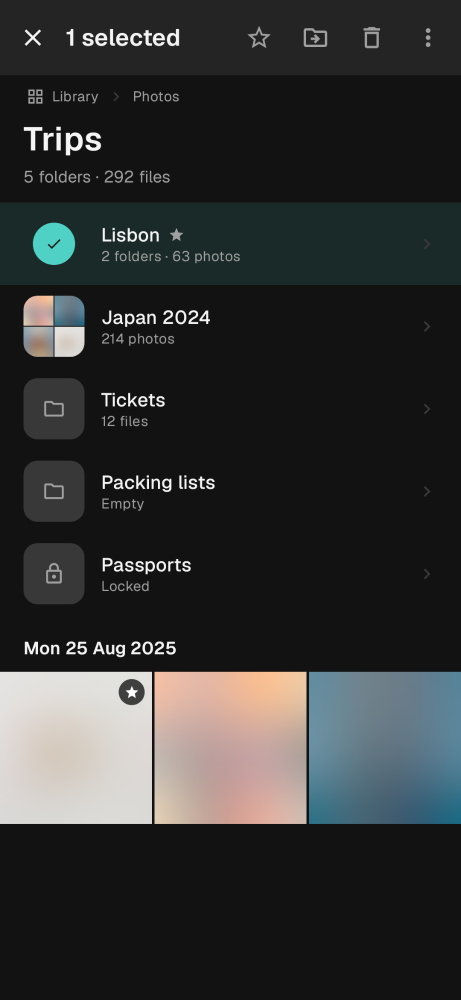 1 selected
Library
Photos
Trips
5 folders · 292 files
Lisbon
2 folders · 63 photos
Japan 2024
214 photos
Tickets
12 files
Packing lists
Empty
Passports
Locked
Mon 25 Aug 2025